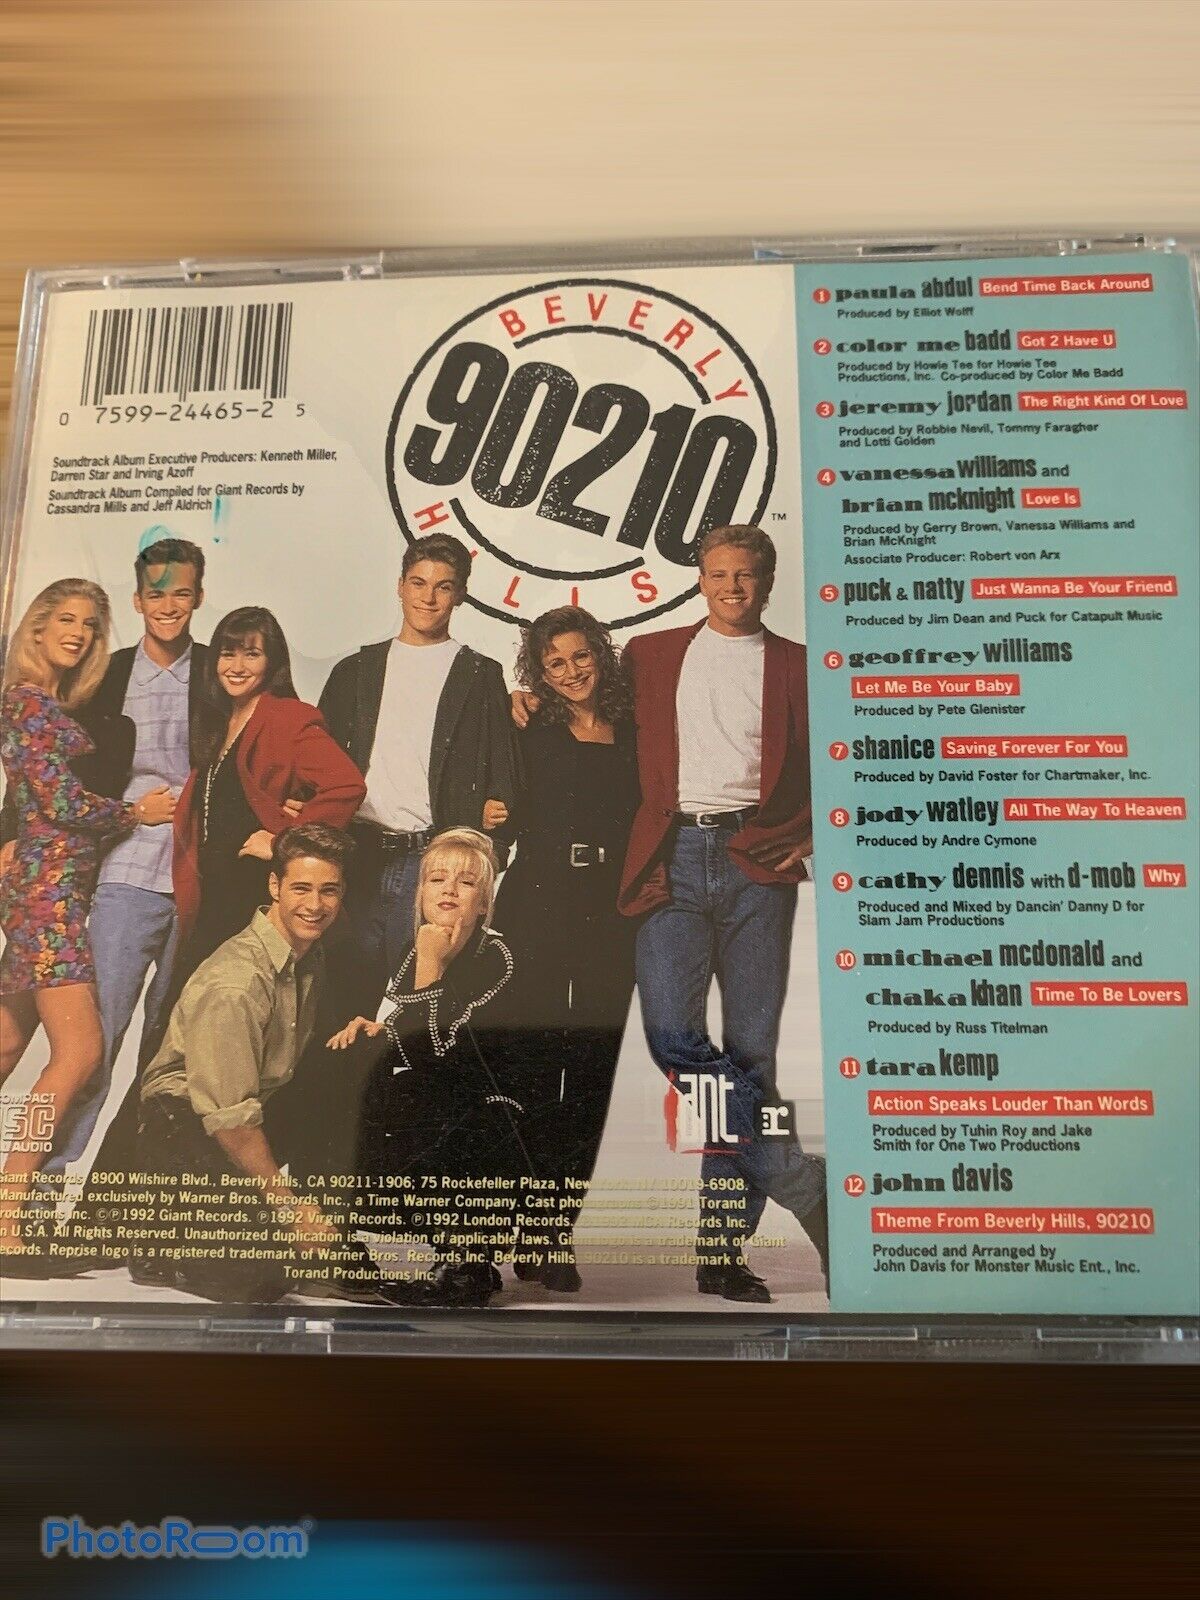 0 7599-24465-2 5
Soundtrack Album Executive Producers: Kenneth Miller,
Darren Star and Irving Azoff
Soundtrack Album Compiled for Giant Records by
Cassandra Mills and Jeff Aldrich
BEVERLY
90210
HILLS
TM
1 paula abdul Bend Time Back Around
Produced by Elliot Wolff
2 color me badd Got 2 Have U
Produced by Howie Tee for Howie Tee
Productions, Inc. Co-produced by Color Me Badd
3 jeremy jordan The Right Kind Of Love
Produced by Robbie Nevil, Tommy Faragher
and Lotti Golden
4 vanessa williams and
brian mcknight Love Is
Produced by Gerry Brown, Vanessa Williams and
Brian McKnight
Associate Producer: Robert von Arx
5 puck & natty Just Wanna Be Your Friend
Produced by Jim Dean and Puck for Catapult Music
6 geoffrey williams
Let Me Be Your Baby
Produced by Pete Glenister
7 shanice Saving Forever For You
Produced by David Foster for Chartmaker, Inc.
8 jody watley All The Way To Heaven
Produced by Andre Cymone
9 cathy dennis with d-mob Why
Produced and Mixed by Dancin' Danny D for
Slam Jam Productions
10 michael mcdonald and
chaka khan Time To Be Lovers
Produced by Russ Titelman
11 tara kemp
Action Speaks Louder Than Words
Produced by Tuhin Roy and Jake
Smith for One Two Productions
12 john davis
Theme From Beverly Hills, 90210
Produced and Arranged by
John Davis for Monster Music Ent., Inc.
COMPACT
DISC
AUDIO
:r
Giant Records, 8900 Wilshire Blvd., Beverly Hills, CA 90211-1906; 75 Rockefeller Plaza, New York, NY 10019-6908.
Manufactured exclusively by Warner Bros. Records Inc., a Time Warner Company. Cast photos ©1991 Torand
Productions Inc. ©℗1992 Giant Records. ℗1992 Virgin Records. ℗1992 London Records. ℗1992 MCA Records Inc.
in U.S.A. All Rights Reserved. Unauthorized duplication is a violation of applicable laws. Giant logo is a trademark of Giant
Records. Reprise logo is a registered trademark of Warner Bros. Records Inc. Beverly Hills, 90210 is a trademark of
Torand Productions Inc.
PhotoRoom